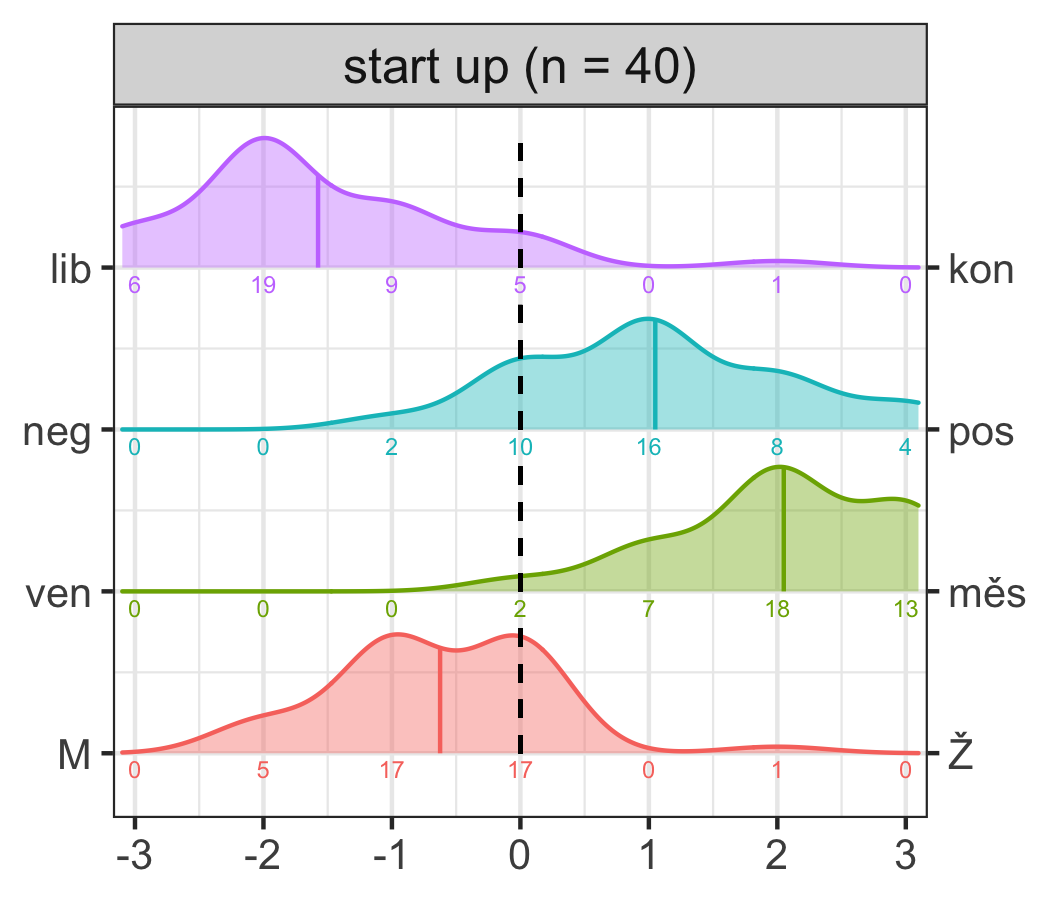 start up (n = 40)
lib kon
6 19 9 5 0 1 0
neg pos
0 0 2 10 16 8 4
ven měs
0 0 0 2 7 18 13
M Ž
0 5 17 17 0 1 0
-3 -2 -1 0 1 2 3